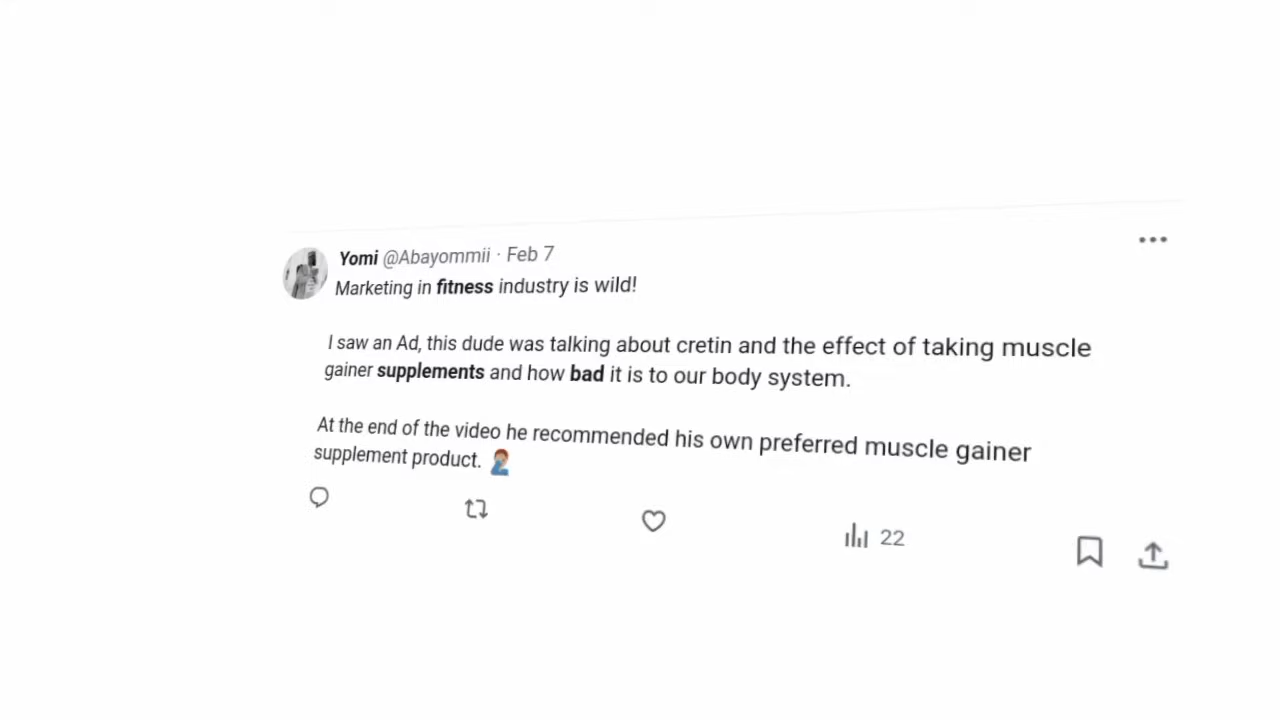 Yomi @Abayommii · Feb 7
Marketing in fitness industry is wild!
I saw an Ad, this dude was talking about cretin and the effect of taking muscle
gainer supplements and how bad it is to our body system.
At the end of the video he recommended his own preferred muscle gainer
supplement product. 🤦🏽‍♂️
22